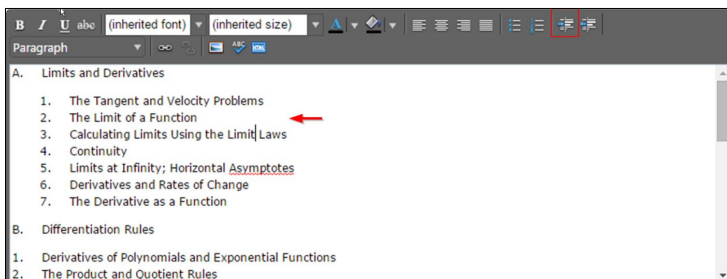 B I U abc (inherited font) (inherited size) A
Paragraph ABC HTML
A. Limits and Derivatives
1. The Tangent and Velocity Problems
2. The Limit of a Function
3. Calculating Limits Using the Limit Laws
4. Continuity
5. Limits at Infinity; Horizontal Asymptotes
6. Derivatives and Rates of Change
7. The Derivative as a Function
B. Differentiation Rules
1. Derivatives of Polynomials and Exponential Functions
2. The Product and Quotient Rules